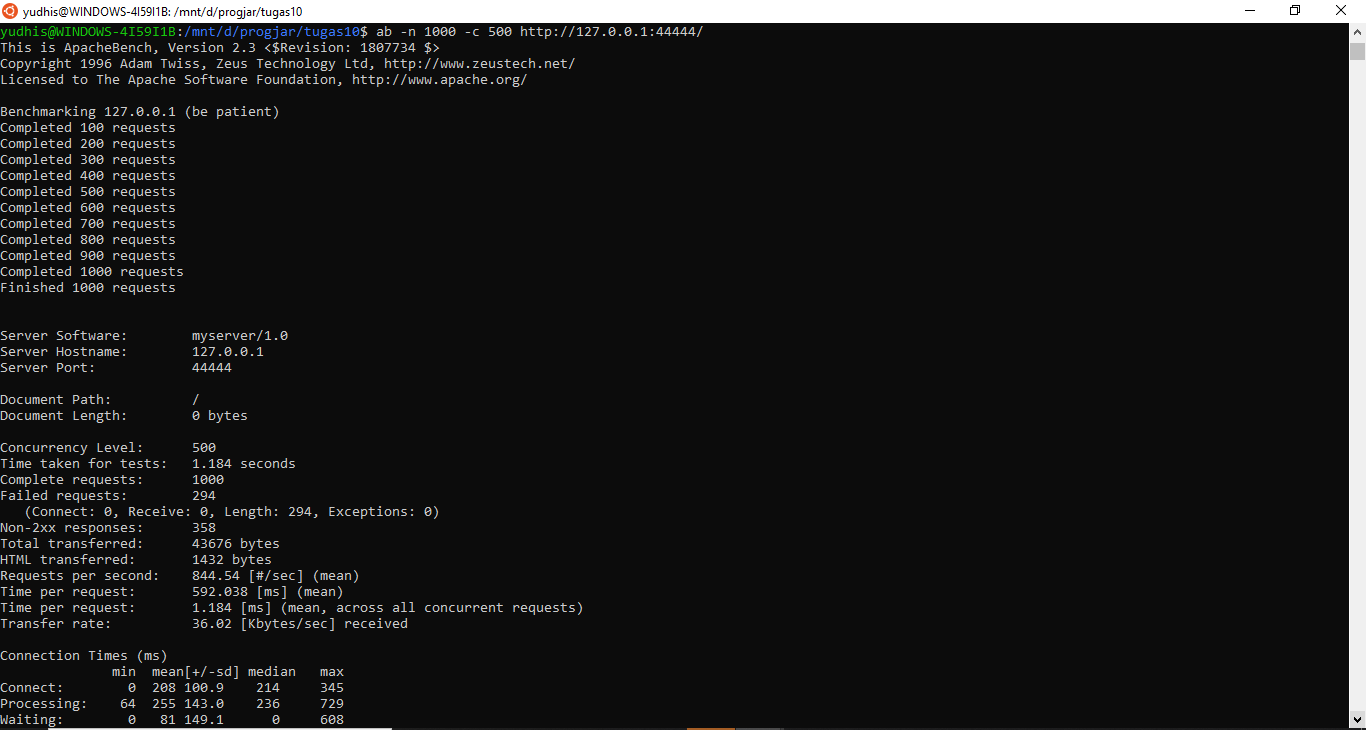 yudhis@WINDOWS-4I59I1B: /mnt/d/progjar/tugas10
yudhis@WINDOWS-4I59I1B:/mnt/d/progjar/tugas10$ ab -n 1000 -c 500 http://127.0.0.1:44444/
This is ApacheBench, Version 2.3 <$Revision: 1807734 $>
Copyright 1996 Adam Twiss, Zeus Technology Ltd, http://www.zeustech.net/
Licensed to The Apache Software Foundation, http://www.apache.org/

Benchmarking 127.0.0.1 (be patient)
Completed 100 requests
Completed 200 requests
Completed 300 requests
Completed 400 requests
Completed 500 requests
Completed 600 requests
Completed 700 requests
Completed 800 requests
Completed 900 requests
Completed 1000 requests
Finished 1000 requests

Server Software:        myserver/1.0
Server Hostname:        127.0.0.1
Server Port:            44444

Document Path:          /
Document Length:        0 bytes

Concurrency Level:      500
Time taken for tests:   1.184 seconds
Complete requests:      1000
Failed requests:        294
   (Connect: 0, Receive: 0, Length: 294, Exceptions: 0)
Non-2xx responses:      358
Total transferred:      43676 bytes
HTML transferred:       1432 bytes
Requests per second:    844.54 [#/sec] (mean)
Time per request:       592.038 [ms] (mean)
Time per request:       1.184 [ms] (mean, across all concurrent requests)
Transfer rate:          36.02 [Kbytes/sec] received

Connection Times (ms)
              min  mean[+/-sd] median   max
Connect:        0  208 100.9    214     345
Processing:    64  255 143.0    236     729
Waiting:        0   81 149.1      0     608